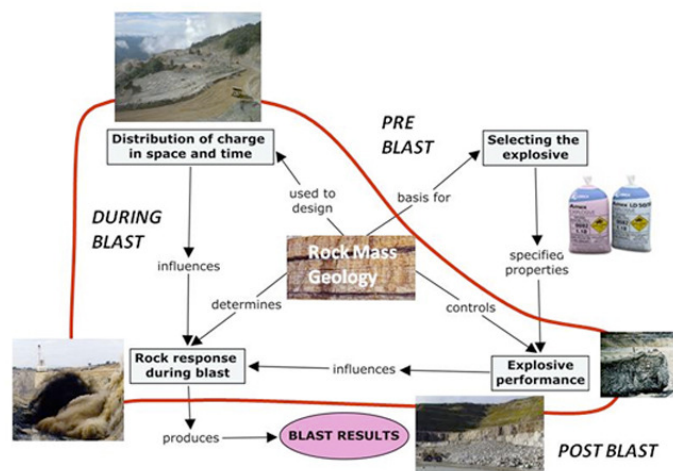 PRE
BLAST
Distribution of charge
in space and time
Selecting the
explosive
used to
design
basis for
DURING
BLAST
Rock Mass
Geology
specified
properties
influences
determines
controls
Rock response
during blast
influences
Explosive
performance
produces
BLAST RESULTS
POST BLAST